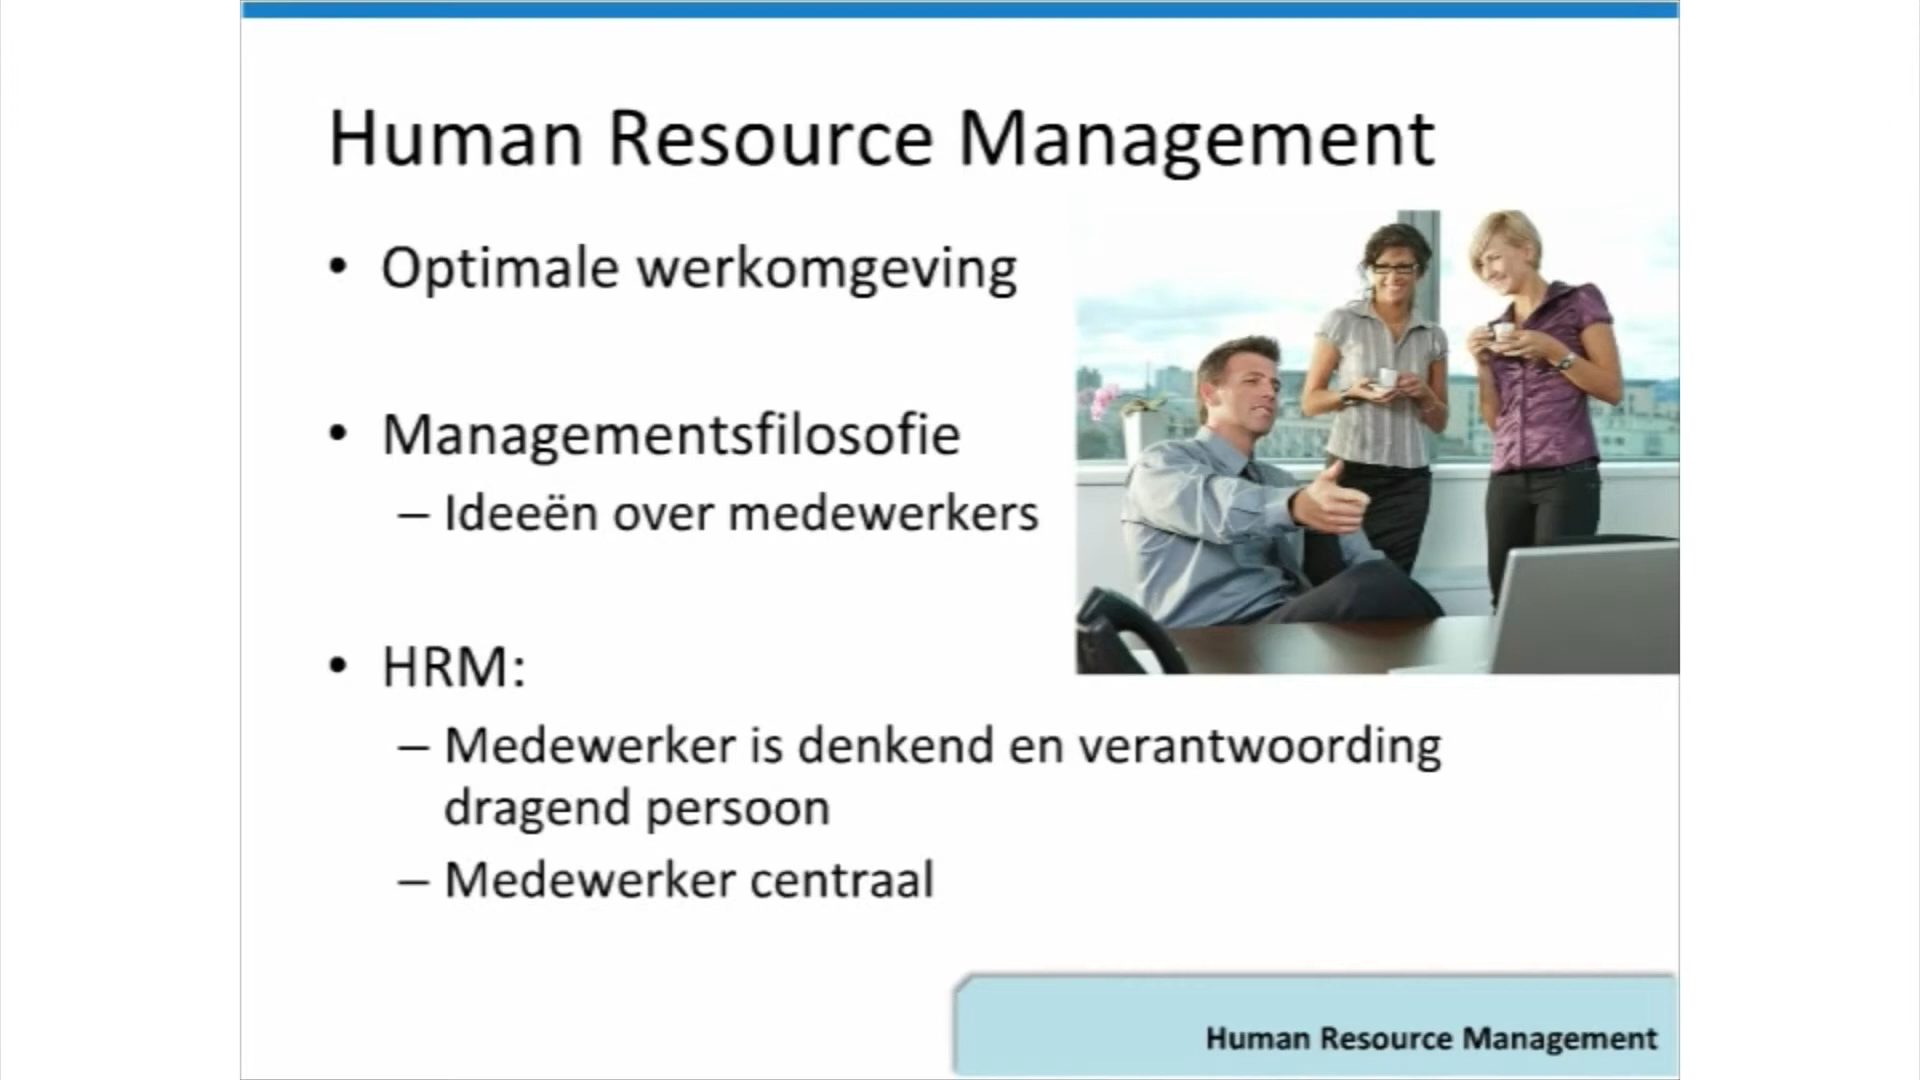 Human Resource Management
• Optimale werkomgeving
• Managementsfilosofie
– Ideeën over medewerkers
• HRM:
– Medewerker is denkend en verantwoording
dragend persoon
– Medewerker centraal
Human Resource Management